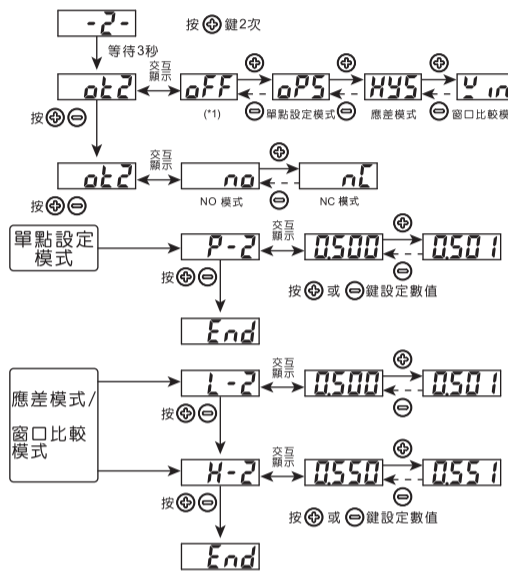 -2-
按⊕鍵2次
等待3秒
ot2
交互顯示
oFF
oPS
HYS
(*1)
單點設定模式
應差模式
窗口比較模
按⊕⊖
ot2
交互顯示
no
nC
NO 模式
NC 模式
按⊕⊖
單點設定
模式
P-2
交互顯示
0.500
0.501
按⊕⊖
按⊕或⊖鍵設定數值
End
應差模式/
窗口比較
模式
L-2
交互顯示
0.500
0.501
按⊕⊖
H-2
交互顯示
0.550
0.551
按⊕⊖
按⊕或⊖鍵設定數值
End